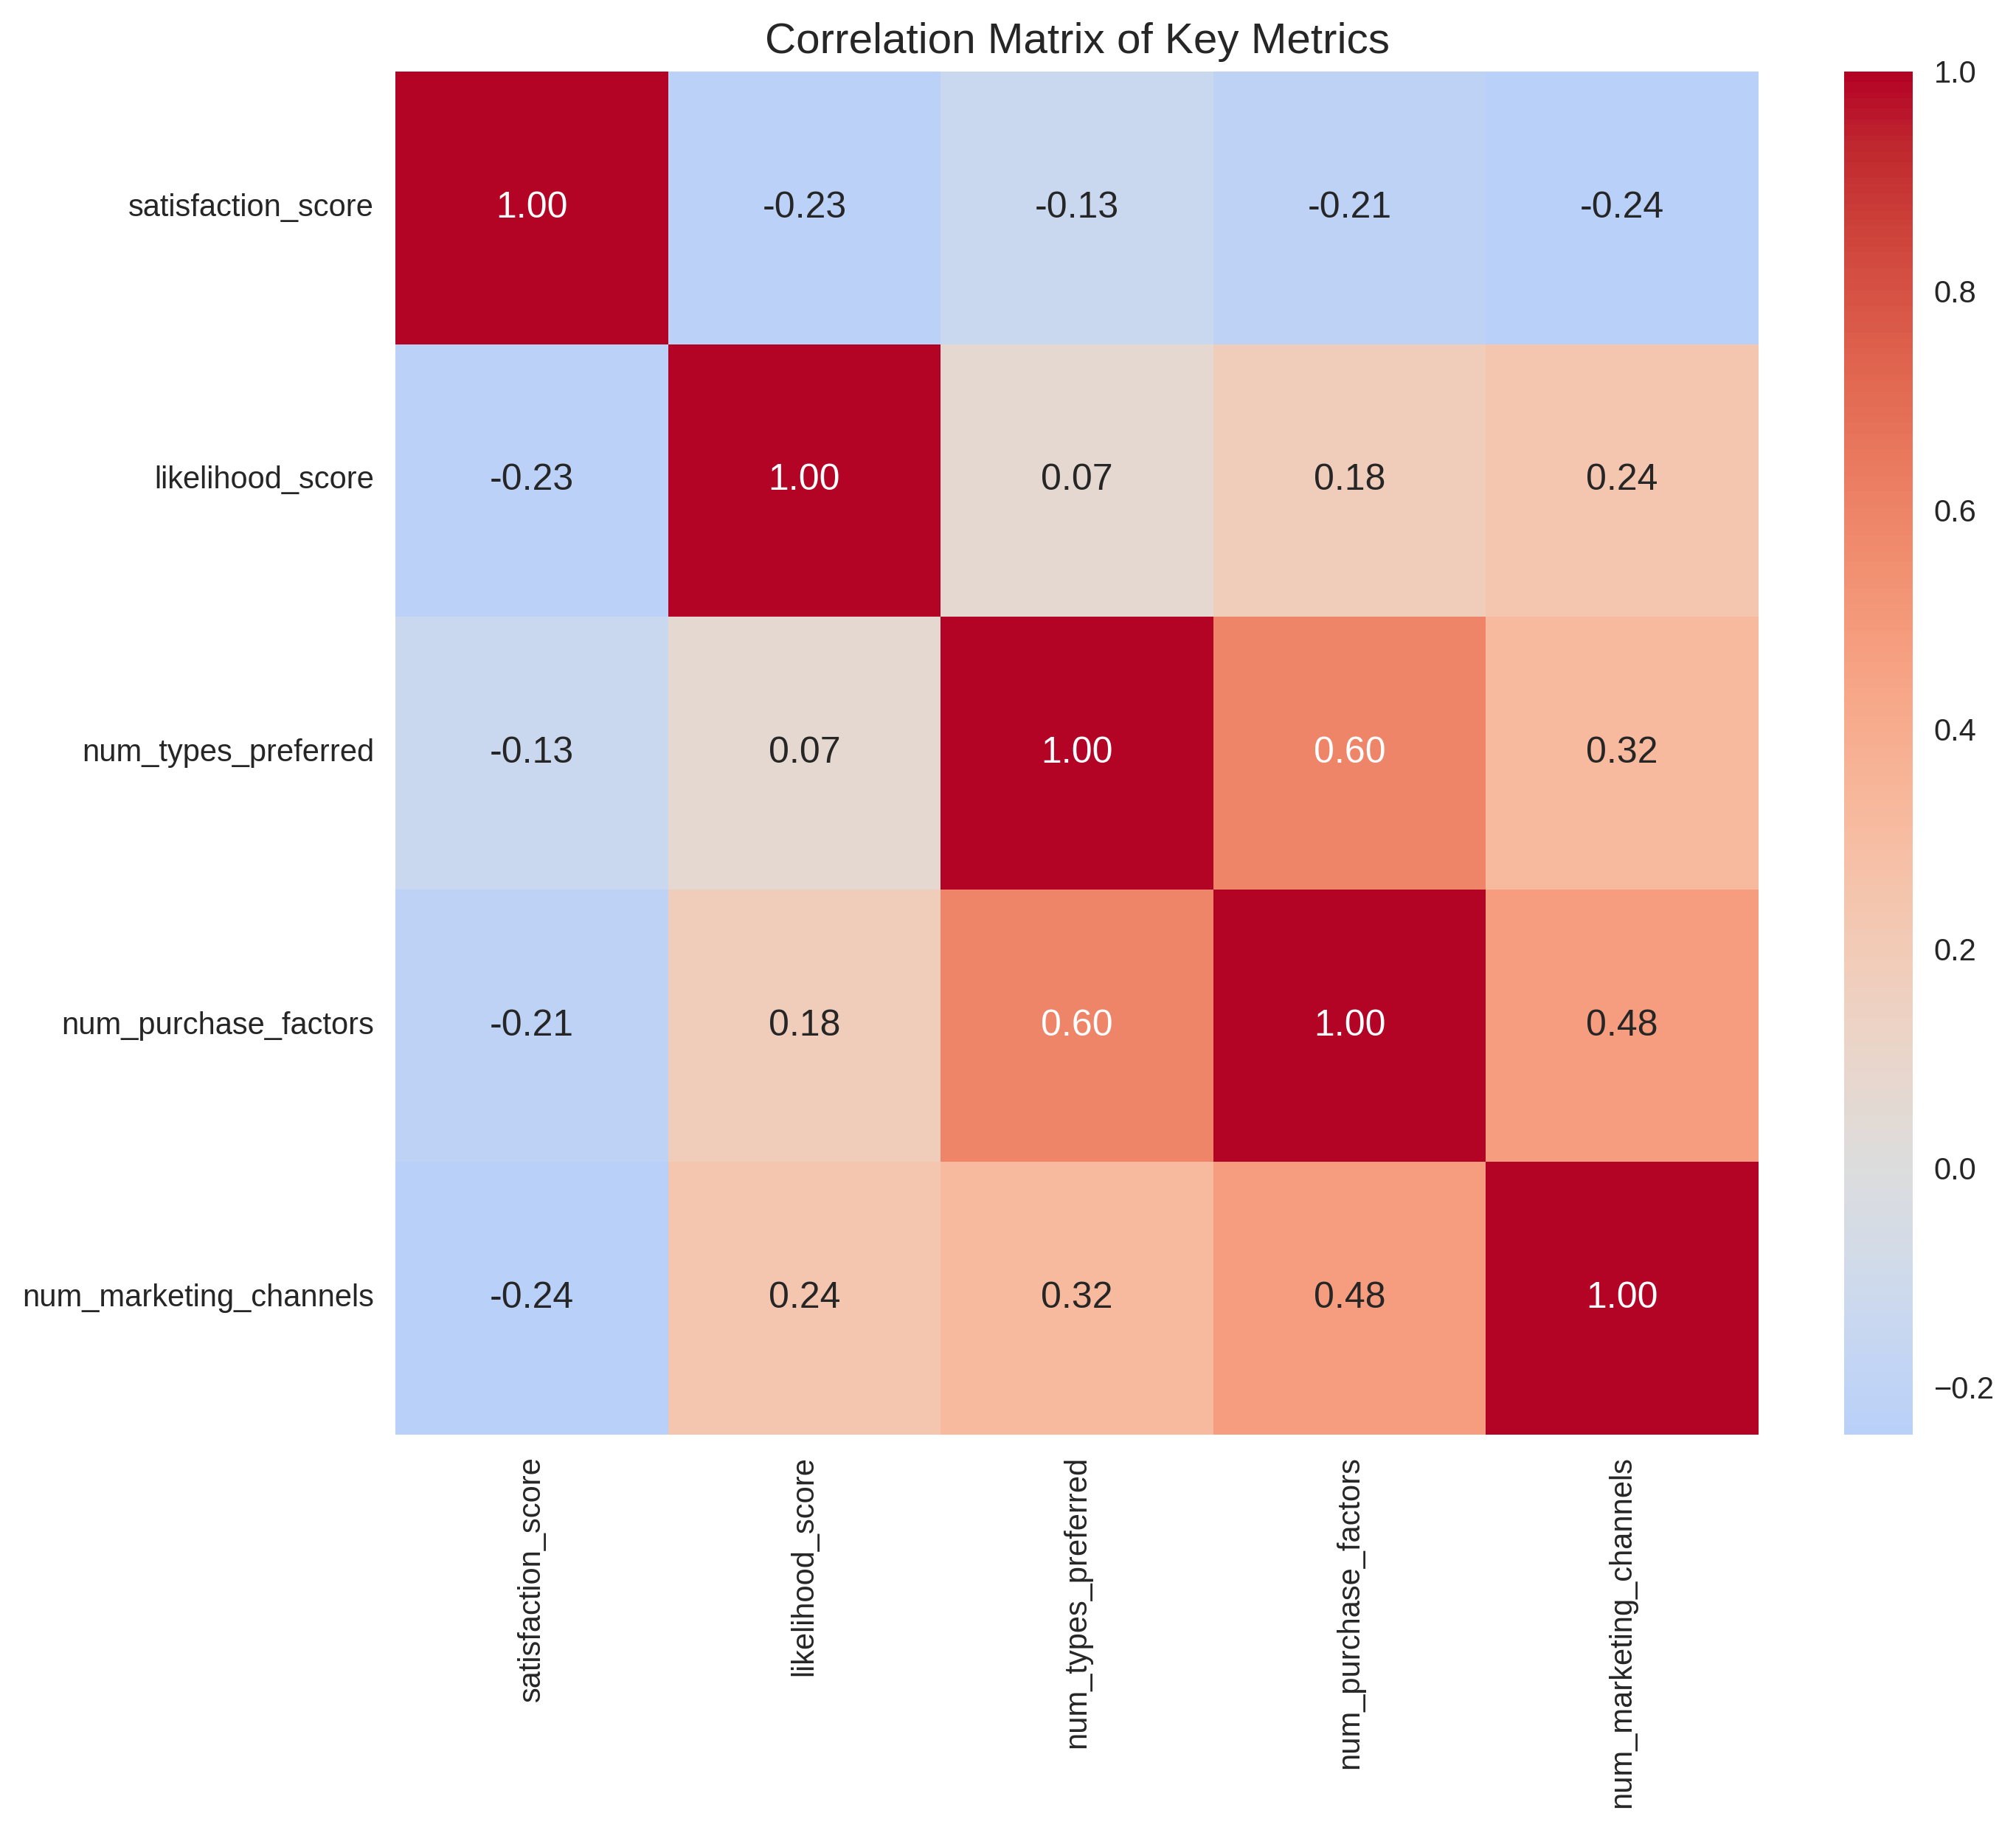 Correlation Matrix of Key Metrics
satisfaction_score 1.00 -0.23 -0.13 -0.21 -0.24
likelihood_score -0.23 1.00 0.07 0.18 0.24
num_types_preferred -0.13 0.07 1.00 0.60 0.32
num_purchase_factors -0.21 0.18 0.60 1.00 0.48
num_marketing_channels -0.24 0.24 0.32 0.48 1.00
satisfaction_score
likelihood_score
num_types_preferred
num_purchase_factors
num_marketing_channels
1.0
0.8
0.6
0.4
0.2
0.0
−0.2